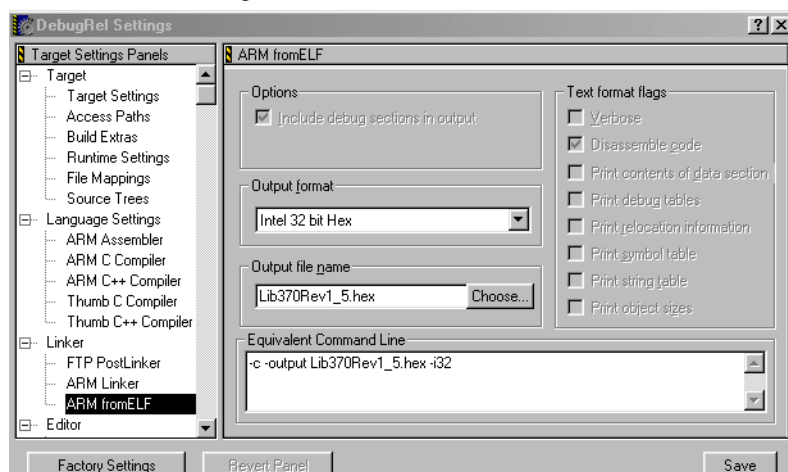 DebugRel Settings
Target Settings Panels
Target
Target Settings
Access Paths
Build Extras
Runtime Settings
File Mappings
Source Trees
Language Settings
ARM Assembler
ARM C Compiler
ARM C++ Compiler
Thumb C Compiler
Thumb C++ Compiler
Linker
FTP PostLinker
ARM Linker
ARM fromELF
Editor
ARM fromELF
Options
Include debug sections in output
Output format
Intel 32 bit Hex
Output file name
Lib370Rev1_5.hex
Choose...
Text format flags
Verbose
Disassemble code
Print contents of data section
Print debug tables
Print relocation information
Print symbol table
Print string table
Print object sizes
Equivalent Command Line
-c -output Lib370Rev1_5.hex -i32
Factory Settings
Revert Panel
Save